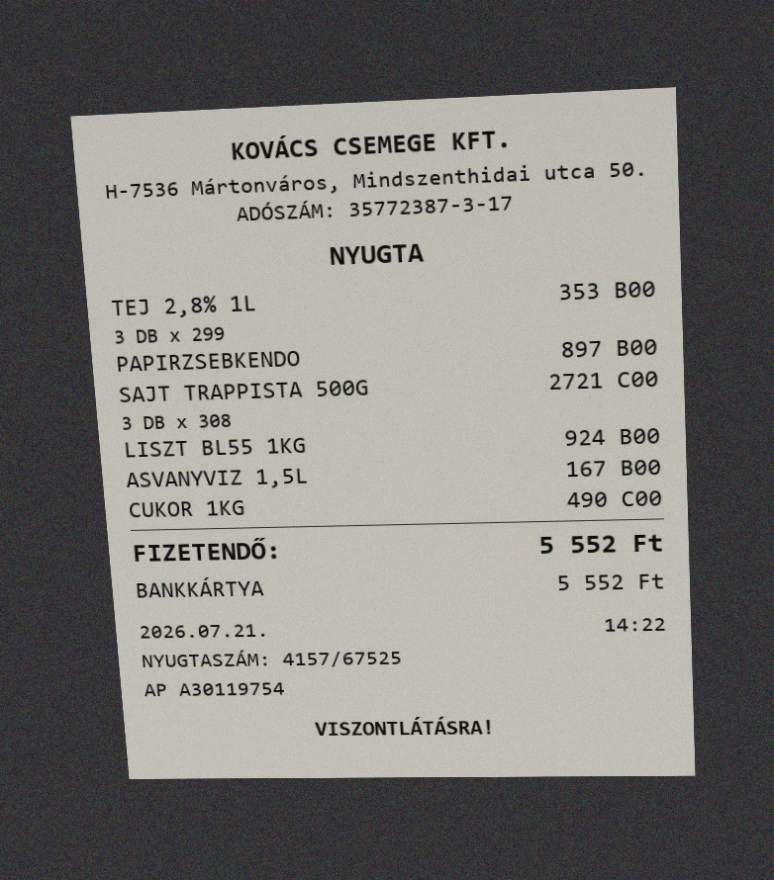 KOVÁCS CSEMEGE KFT.
H-7536 Mártonváros, Mindszenthidai utca 50.
ADÓSZÁM: 35772387-3-17
NYUGTA
TEJ 2,8% 1L 353 B00
3 DB x 299
PAPIRZSEBKENDO 897 B00
SAJT TRAPPISTA 500G 2721 C00
3 DB x 308
LISZT BL55 1KG 924 B00
ASVANYVIZ 1,5L 167 B00
CUKOR 1KG 490 C00
FIZETENDŐ: 5 552 Ft
BANKKÁRTYA 5 552 Ft
2026.07.21. 14:22
NYUGTASZÁM: 4157/67525
AP A30119754
VISZONTLÁTÁSRA!